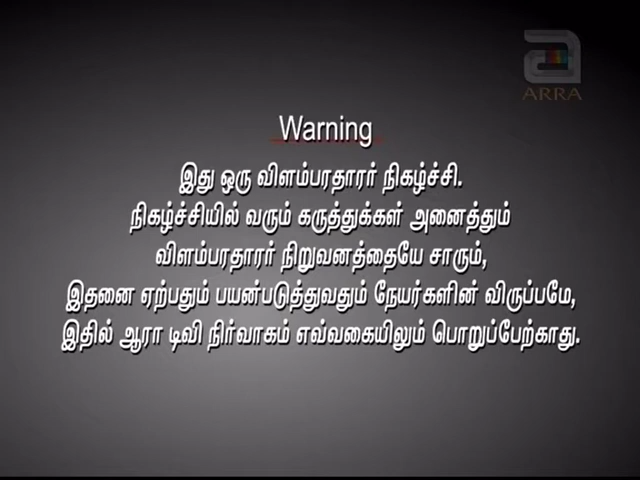 ARRA
Warning
இது ஒரு விளம்பரதாரர் நிகழ்ச்சி.
நிகழ்ச்சியில் வரும் கருத்துக்கள் அனைத்தும்
விளம்பரதாரர் நிறுவனத்தையே சாரும்,
இதனை ஏற்பதும் பயன்படுத்துவதும் நேயர்களின் விருப்பமே,
இதில் ஆரா டிவி நிர்வாகம் எவ்வகையிலும் பொறுப்பேற்காது.